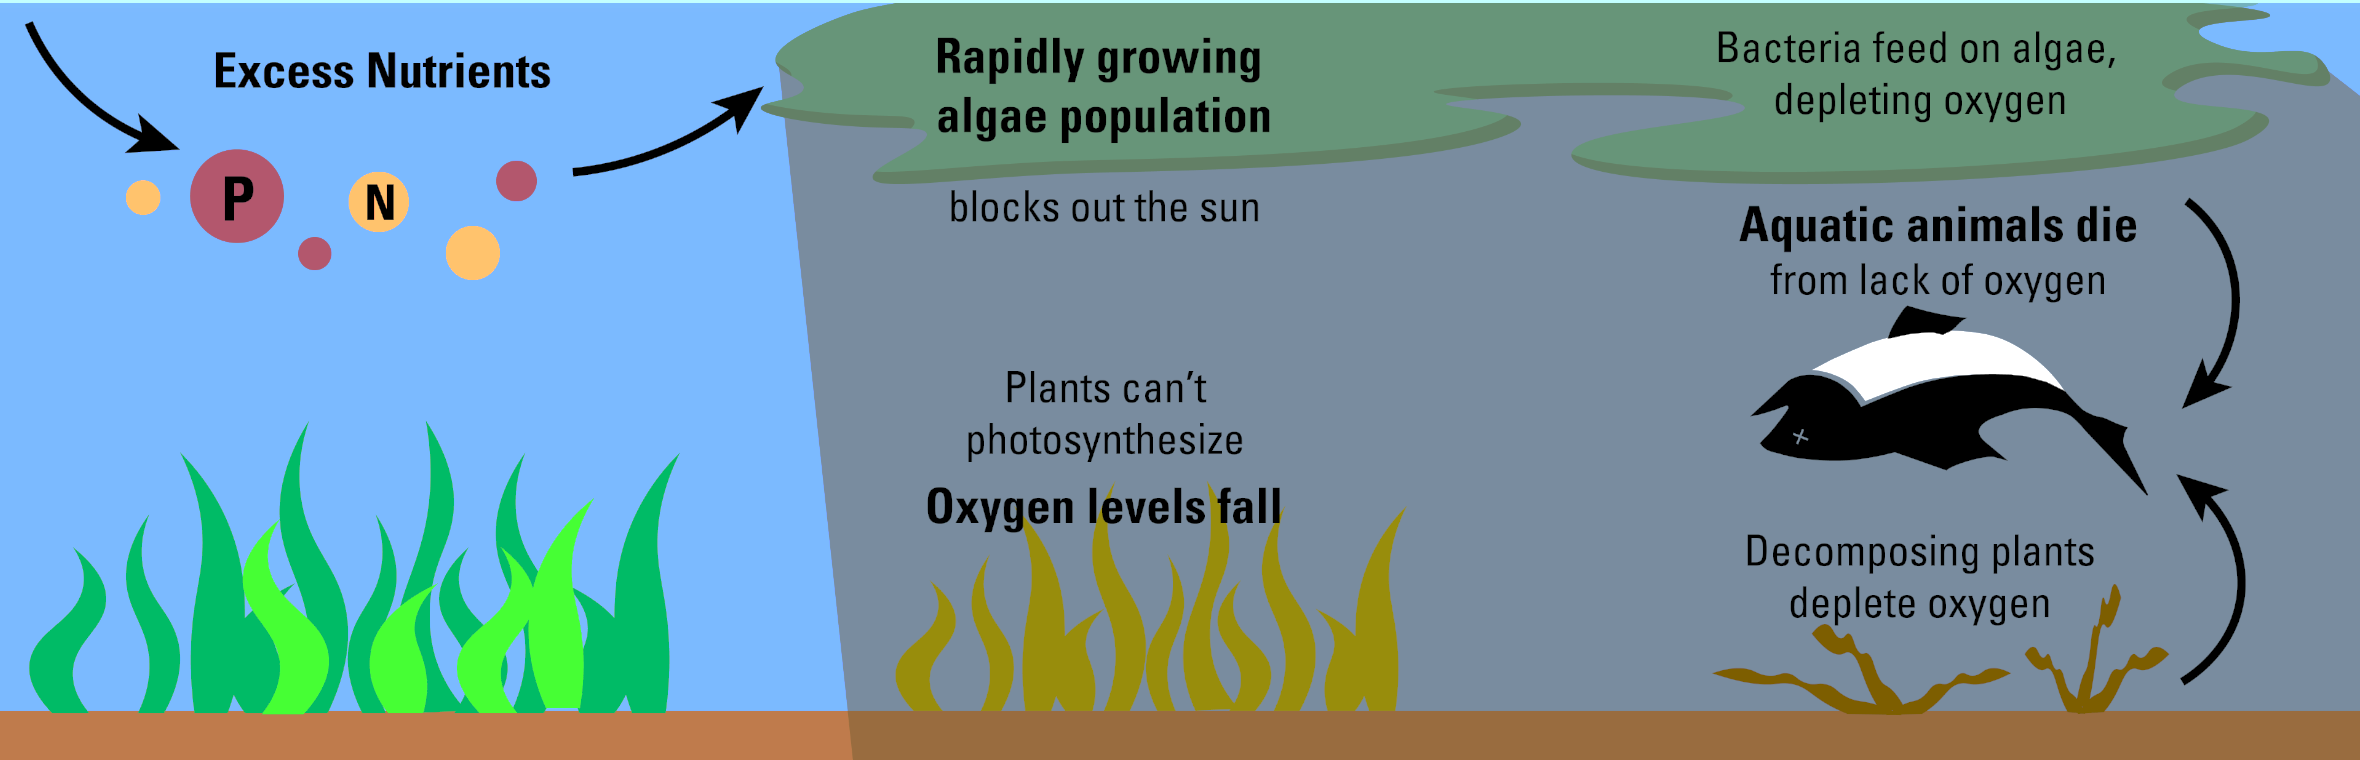 Excess Nutrients
P
N
Rapidly growing
algae population
blocks out the sun
Plants can’t
photosynthesize
Oxygen levels fall
Bacteria feed on algae,
depleting oxygen
Aquatic animals die
from lack of oxygen
Decomposing plants
deplete oxygen